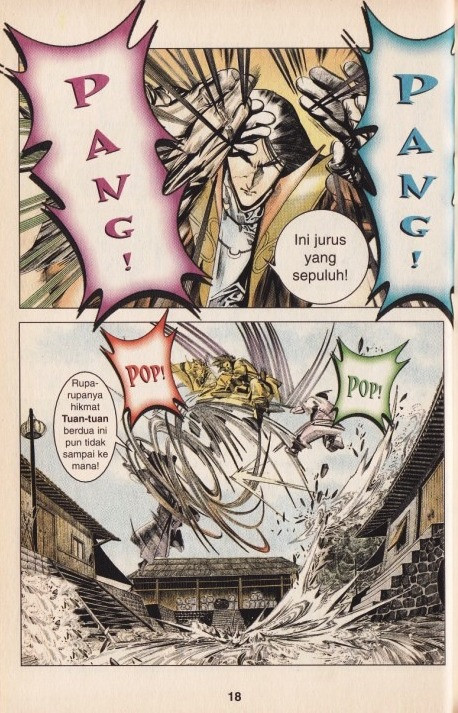 PANG!
PANG!
Ini jurus
yang
sepuluh!
POP!
POP!
Rupa-
rupanya
hikmat
Tuan-tuan
berdua ini
pun tidak
sampai ke
mana!
18